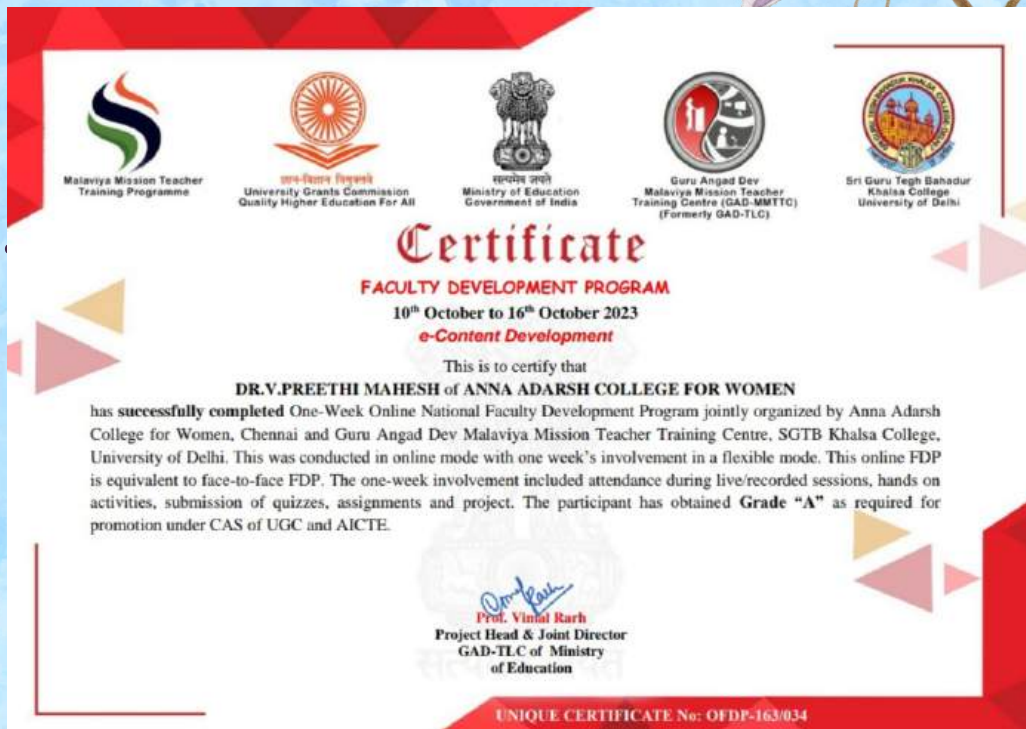 Malaviya Mission Teacher
Training Programme
ज्ञान-विज्ञान विमुक्तये
University Grants Commission
Quality Higher Education For All
सत्यमेव जयते
Ministry of Education
Government of India
Guru Angad Dev
Malaviya Mission Teacher
Training Centre (GAD-MMTTC)
(Formerly GAD-TLC)
SGTB
Sri Guru Tegh Bahadur
Khalsa College
University of Delhi
Certificate
FACULTY DEVELOPMENT PROGRAM
10th October to 16th October 2023
e-Content Development
This is to certify that
DR.V.PREETHI MAHESH of ANNA ADARSH COLLEGE FOR WOMEN
has successfully completed One-Week Online National Faculty Development Program jointly organized by Anna Adarsh
College for Women, Chennai and Guru Angad Dev Malaviya Mission Teacher Training Centre, SGTB Khalsa College,
University of Delhi. This was conducted in online mode with one week's involvement in a flexible mode. This online FDP
is equivalent to face-to-face FDP. The one-week involvement included attendance during live/recorded sessions, hands on
activities, submission of quizzes, assignments and project. The participant has obtained Grade "A" as required for
promotion under CAS of UGC and AICTE.
Prof. Vimal Rarh
Project Head & Joint Director
GAD-TLC of Ministry
of Education
सत्यमेव जयते
UNIQUE CERTIFICATE No: OFDP-163/034